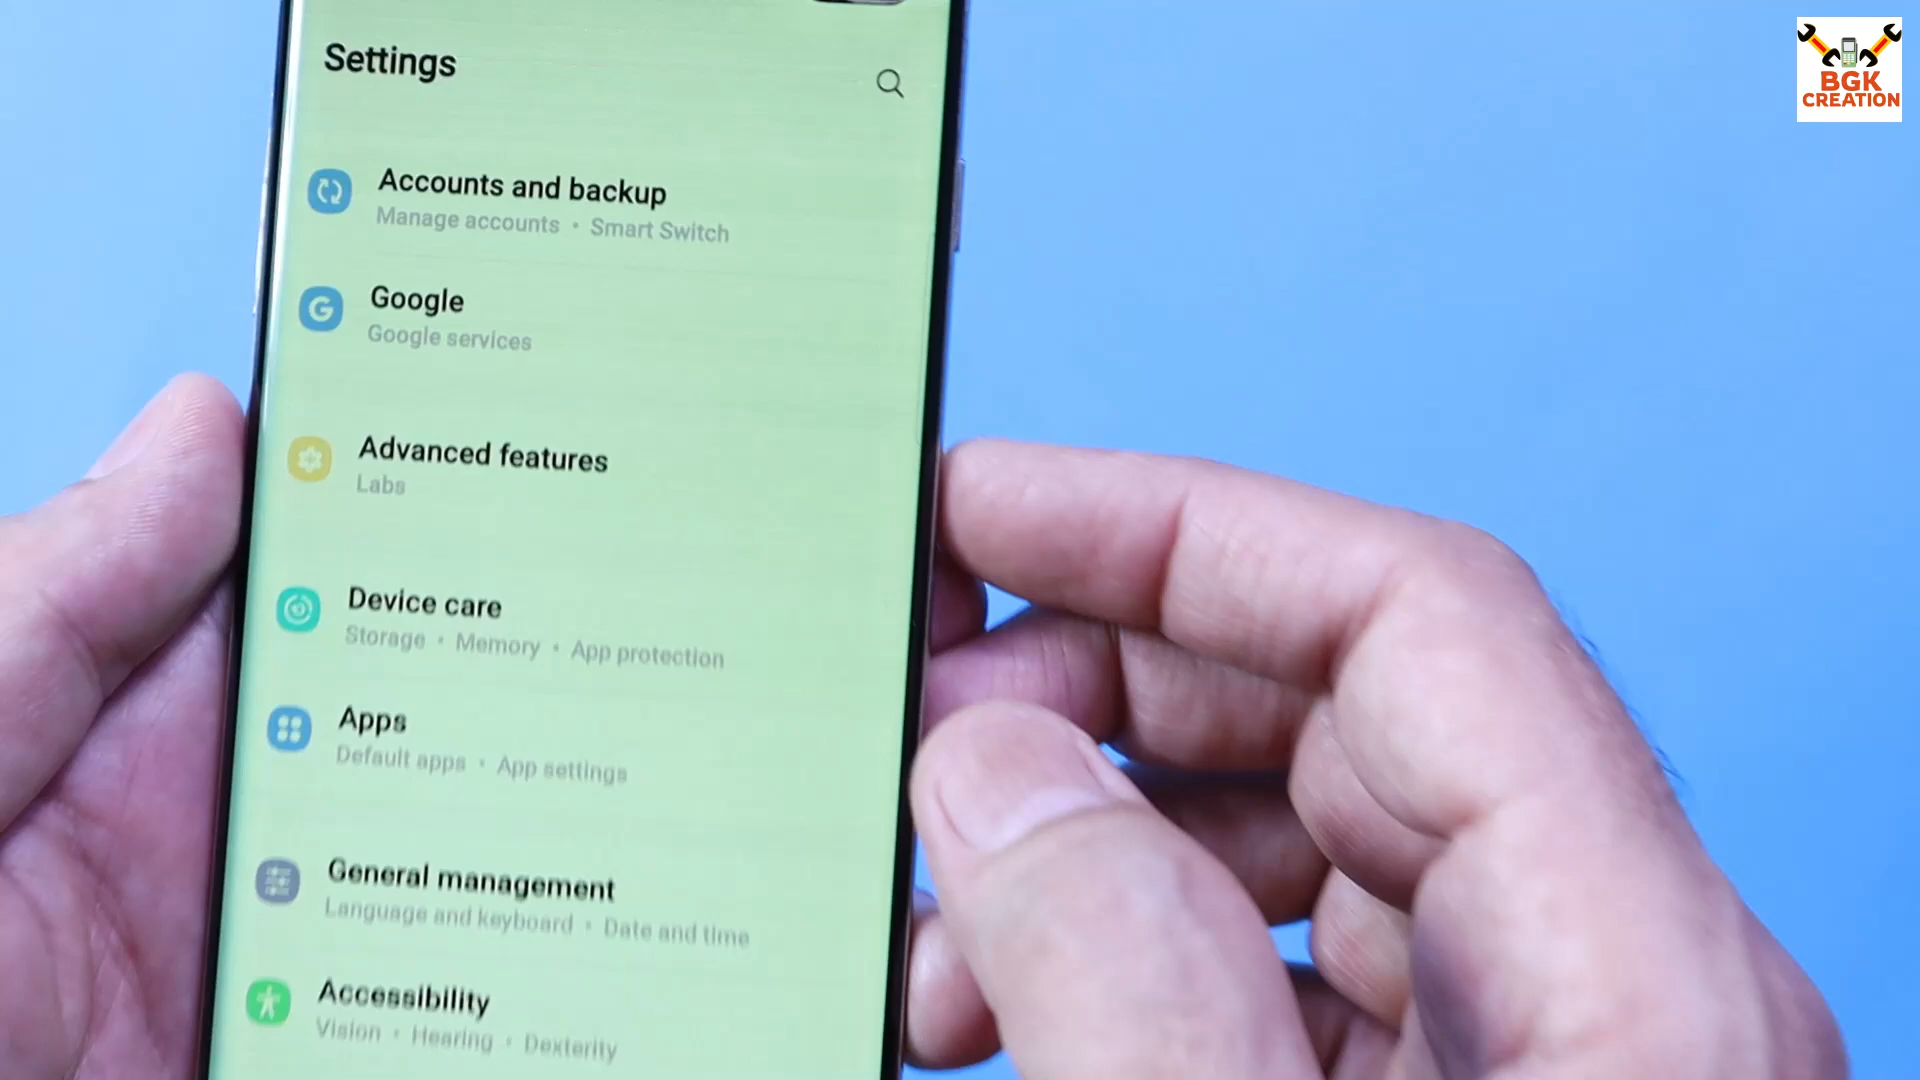 Settings
BGK
CREATION
Accounts and backup
Manage accounts • Smart Switch
Google
Google services
Advanced features
Labs
Device care
Storage • Memory • App protection
Apps
Default apps • App settings
General management
Language and keyboard • Date and time
Accessibility
Vision • Hearing • Dexterity